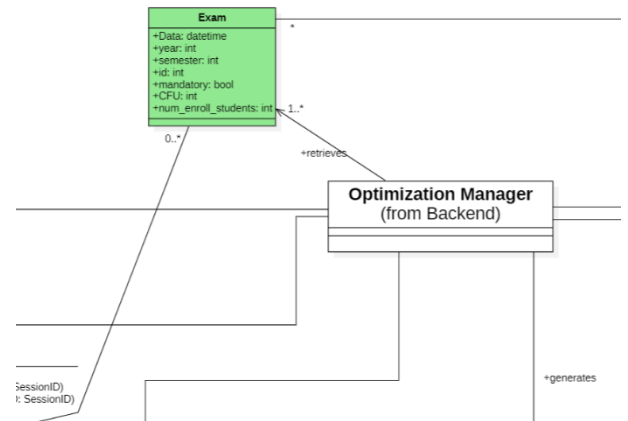 Exam
*
+Data: datetime
+year: int
+semester: int
+id: int
+mandatory: bool
+CFU: int
+num_enroll_students: int
1..*
0..*
+retrieves
Optimization Manager
(from Backend)
+generates
SessionID)
: SessionID)